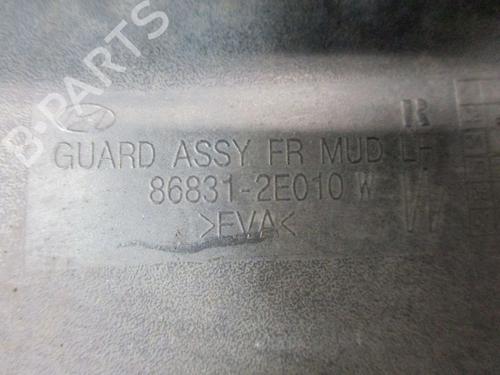 B-PARTS
R
GUARD ASSY FR MUD LH
86831-2E010 W
>EVA<